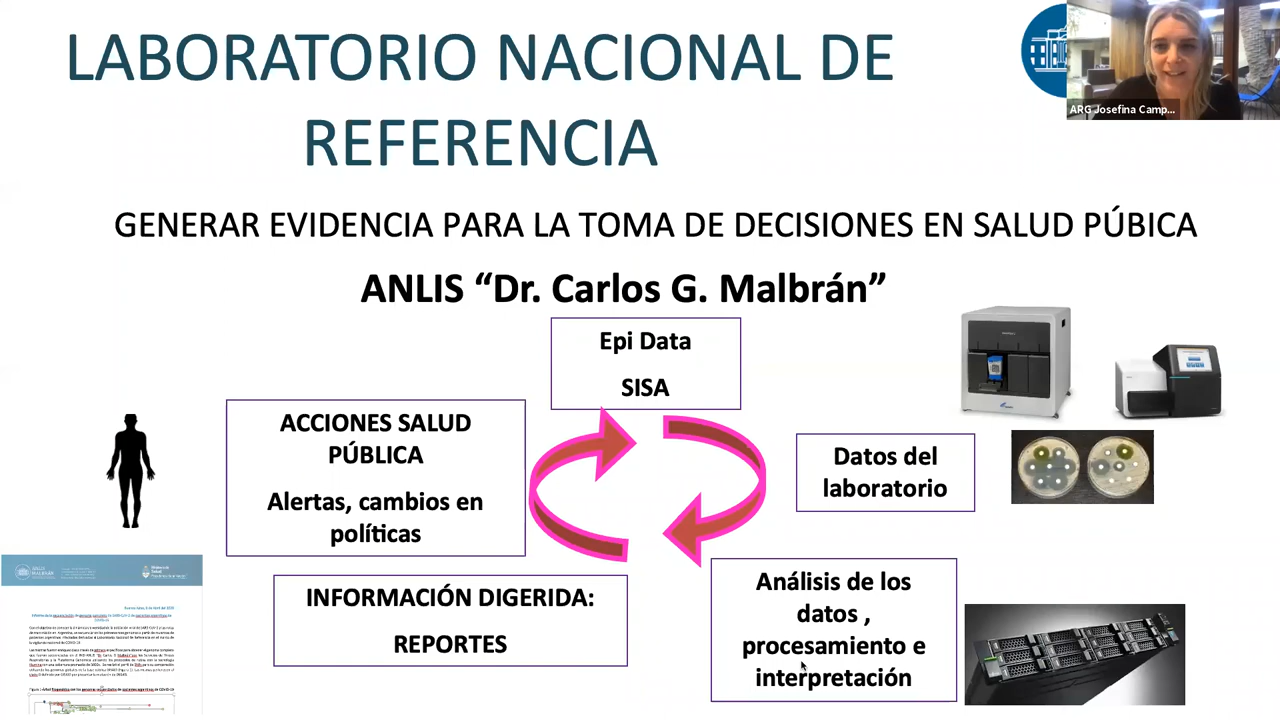 LABORATORIO NACIONAL DE
REFERENCIA
ARG Josefina Camp...
GENERAR EVIDENCIA PARA LA TOMA DE DECISIONES EN SALUD PÚBICA
ANLIS “Dr. Carlos G. Malbrán”
Epi Data
SISA
ACCIONES SALUD
PÚBLICA
Alertas, cambios en
políticas
Datos del
laboratorio
INFORMACIÓN DIGERIDA:
REPORTES
Análisis de los
datos ,
procesamiento e
interpretación